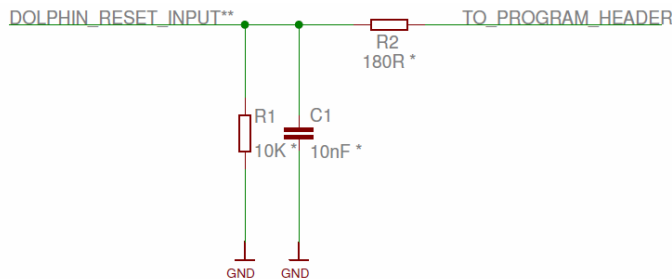 DOLPHIN_RESET_INPUT** TO_PROGRAM_HEADER
R2
180R *
R1 C1
10K * 10nF *
GND GND